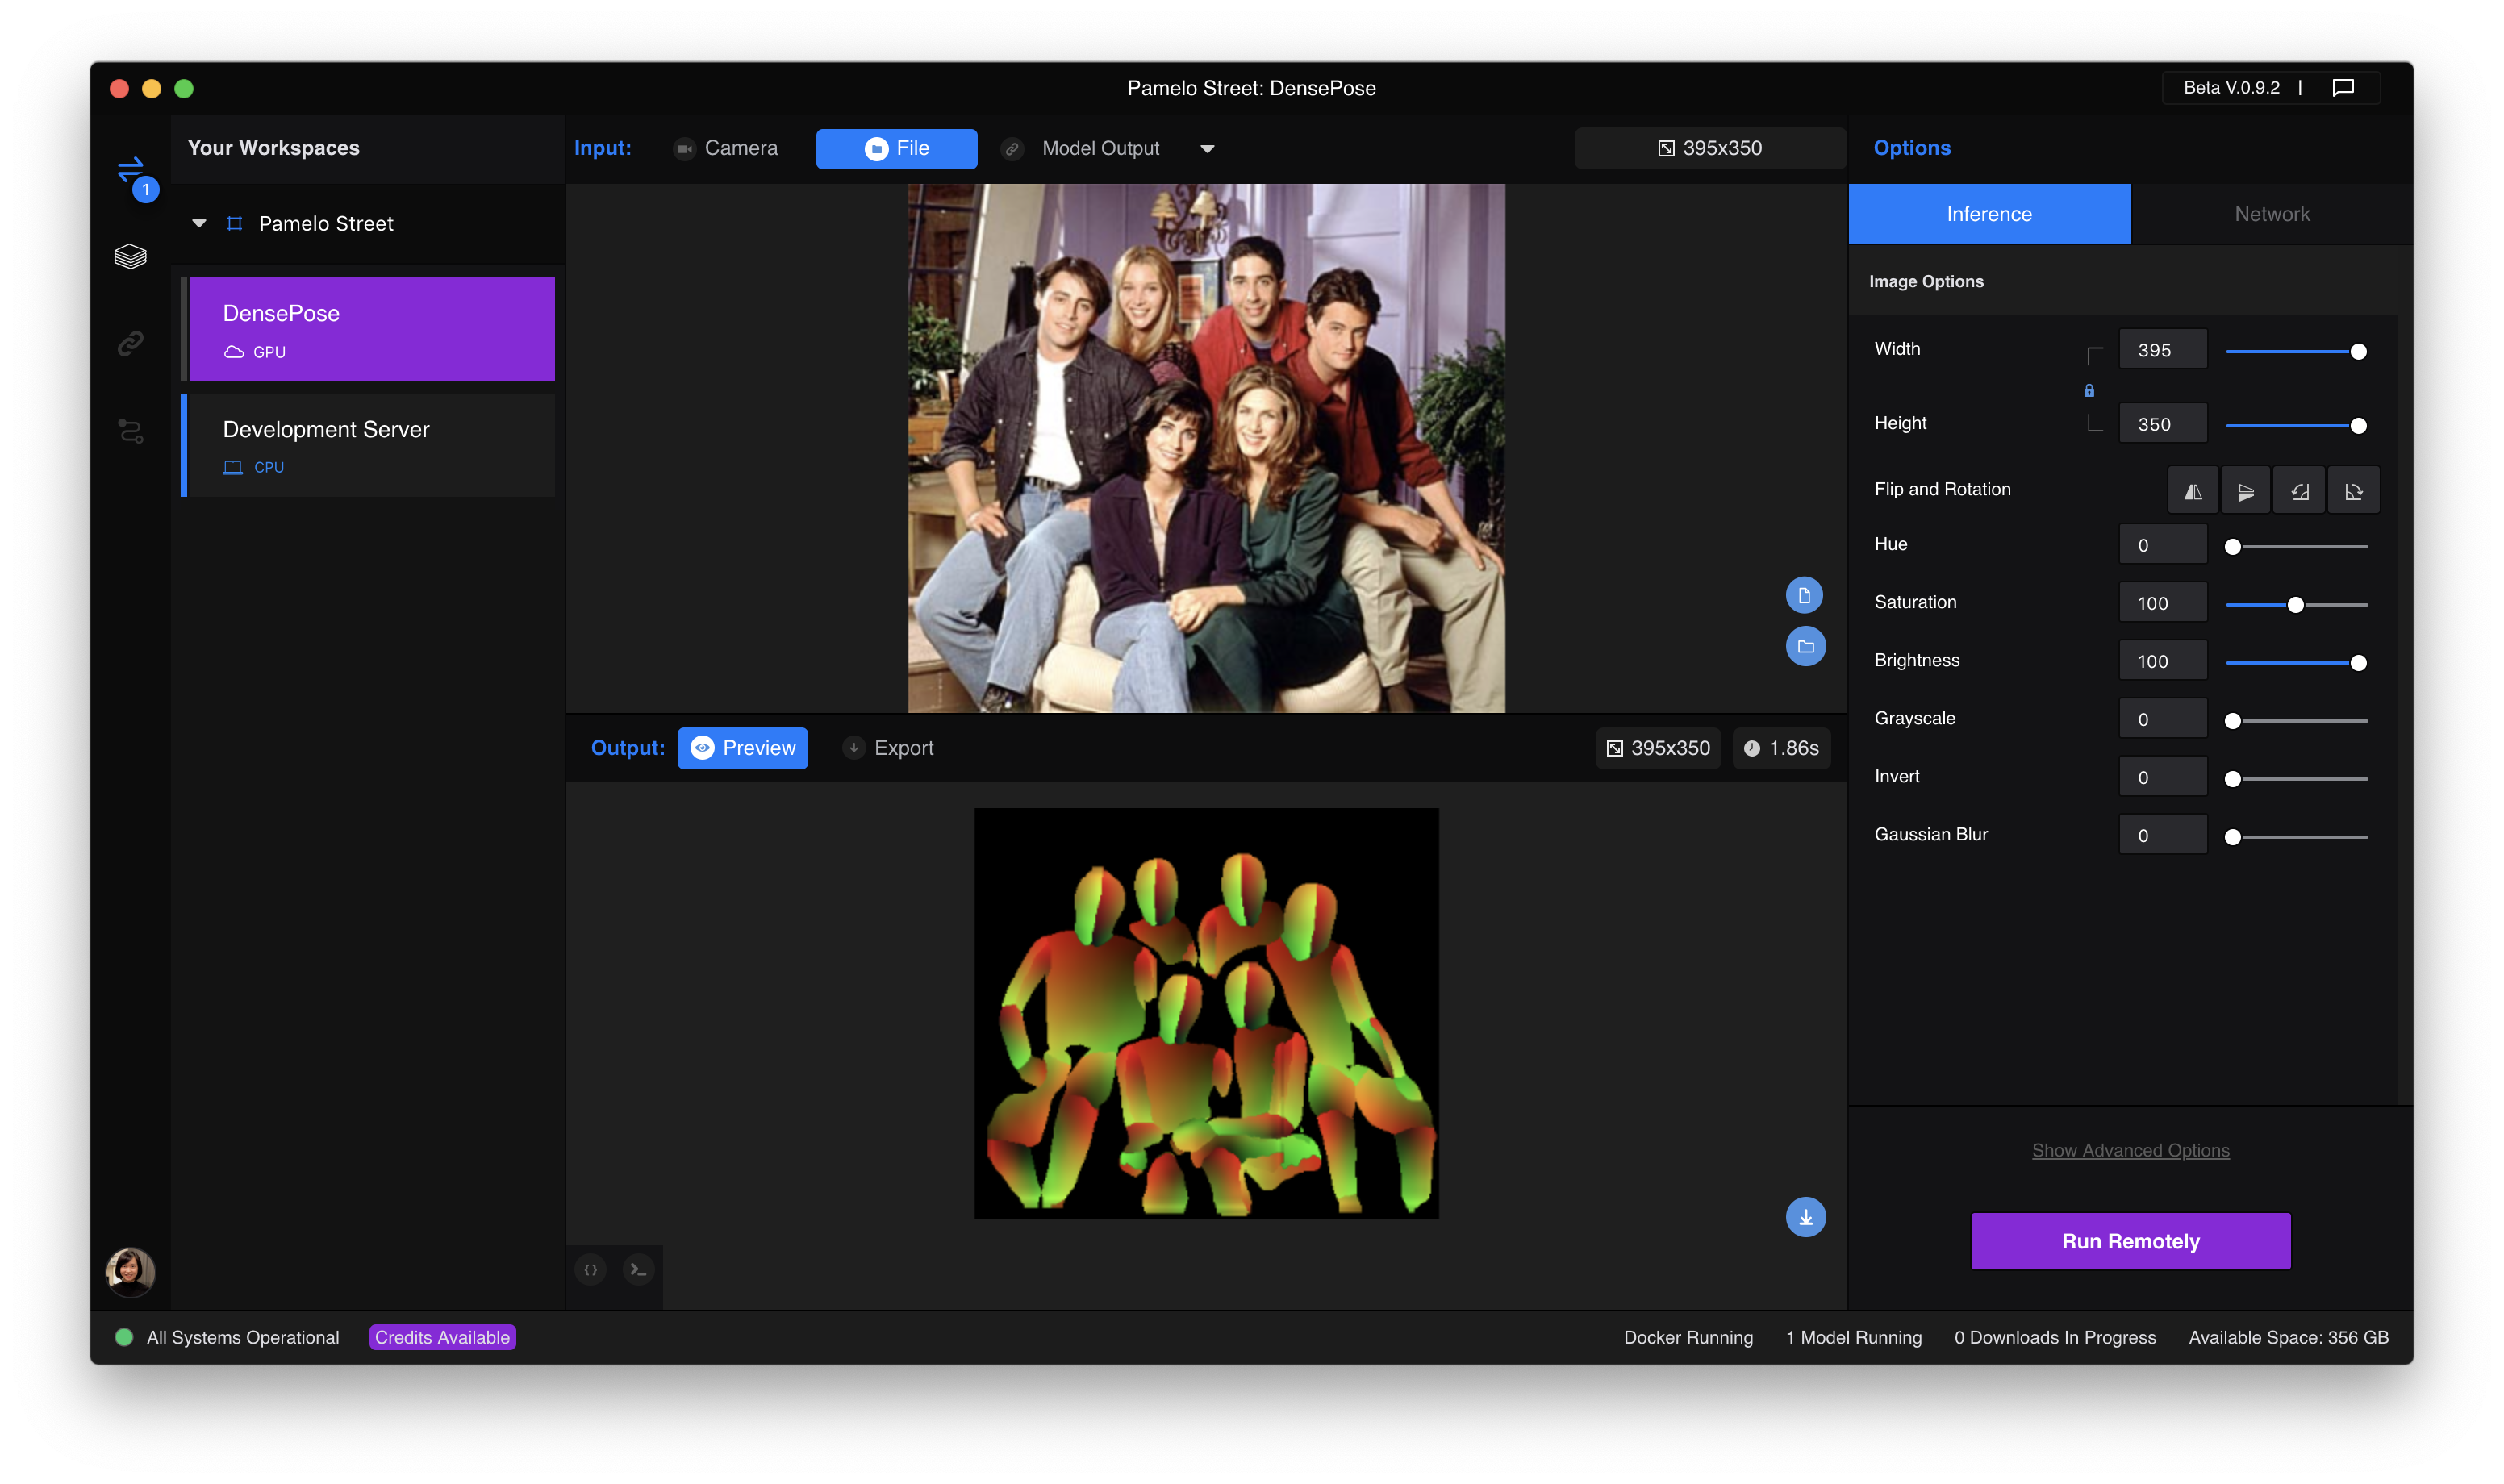 Pamelo Street: DensePose
Beta V.0.9.2 |
Your Workspaces
1
Pamelo Street
DensePose
GPU
Development Server
CPU
Input:
Camera
File
Model Output
395x350
Output:
Preview
Export
395x350
1.86s
Options
Inference
Network
Image Options
Width
395
Height
350
Flip and Rotation
Hue
0
Saturation
100
Brightness
100
Grayscale
0
Invert
0
Gaussian Blur
0
Show Advanced Options
Run Remotely
All Systems Operational
Credits Available
Docker Running
1 Model Running
0 Downloads In Progress
Available Space: 356 GB